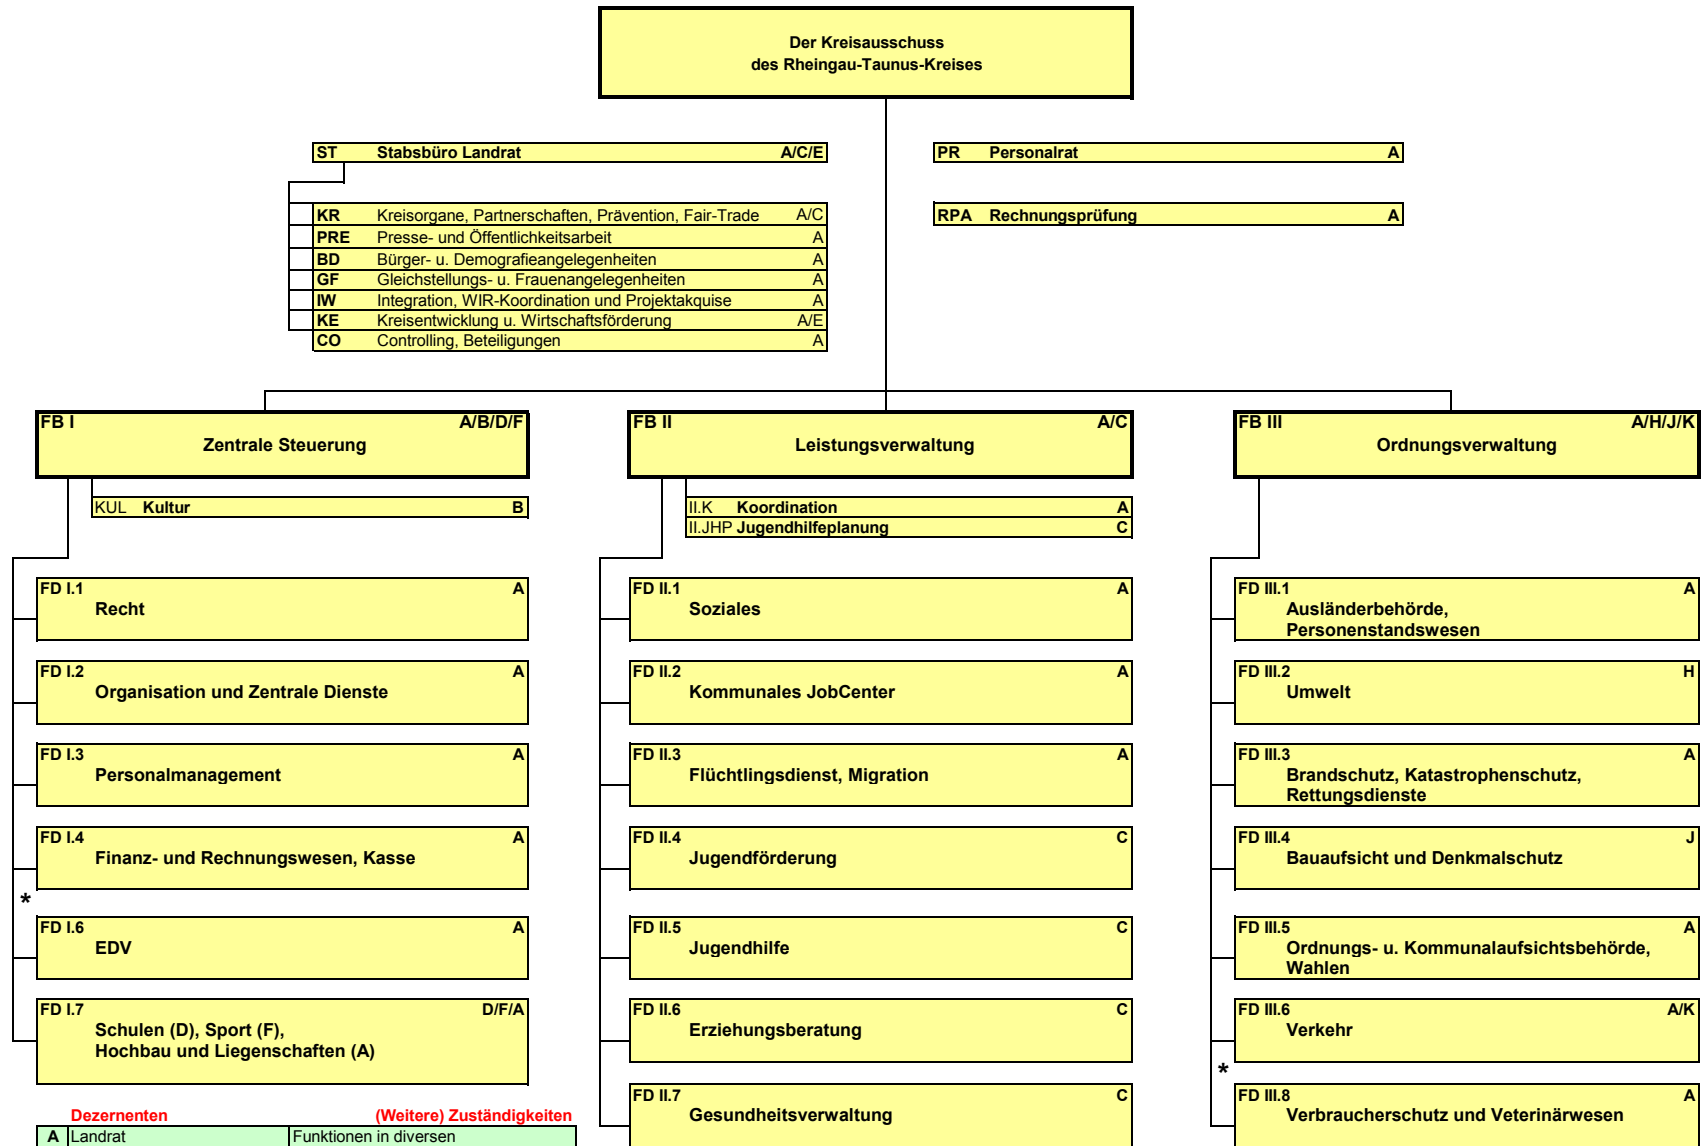 Der Kreisausschuss
des Rheingau-Taunus-Kreises
ST Stabsbüro Landrat A/C/E
PR Personalrat A
KR Kreisorgane, Partnerschaften, Prävention, Fair-Trade A/C
PRE Presse- und Öffentlichkeitsarbeit A
BD Bürger- u. Demografieangelegenheiten A
GF Gleichstellungs- u. Frauenangelegenheiten A
IW Integration, WIR-Koordination und Projektakquise A
KE Kreisentwicklung u. Wirtschaftsförderung A/E
CO Controlling, Beteiligungen A
RPA Rechnungsprüfung A
FB I A/B/D/F
Zentrale Steuerung
KUL Kultur B
FD I.1 A
Recht
FD I.2 A
Organisation und Zentrale Dienste
FD I.3 A
Personalmanagement
FD I.4 A
Finanz- und Rechnungswesen, Kasse
*
FD I.6 A
EDV
FD I.7 D/F/A
Schulen (D), Sport (F),
Hochbau und Liegenschaften (A)
FB II A/C
Leistungsverwaltung
II.K Koordination A
II.JHP Jugendhilfeplanung C
FD II.1 A
Soziales
FD II.2 A
Kommunales JobCenter
FD II.3 A
Flüchtlingsdienst, Migration
FD II.4 C
Jugendförderung
FD II.5 C
Jugendhilfe
FD II.6 C
Erziehungsberatung
FD II.7 C
Gesundheitsverwaltung
FB III A/H/J/K
Ordnungsverwaltung
FD III.1 A
Ausländerbehörde,
Personenstandswesen
FD III.2 H
Umwelt
FD III.3 A
Brandschutz, Katastrophenschutz,
Rettungsdienste
FD III.4 J
Bauaufsicht und Denkmalschutz
FD III.5 A
Ordnungs- u. Kommunalaufsichtsbehörde,
Wahlen
FD III.6 A/K
Verkehr
*
FD III.8 A
Verbraucherschutz und Veterinärwesen
Dezernenten (Weitere) Zuständigkeiten
A Landrat Funktionen in diversen